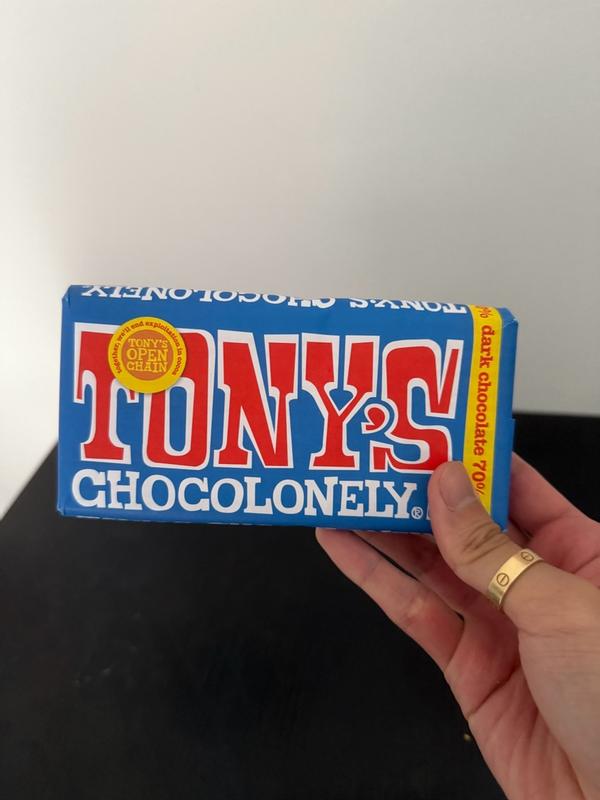 TONY'S CHOCOLONELY
together, we'll end exploitation in cocoa
TONY'S
OPEN
CHAIN
TONY'S
CHOCOLONELY®
dark chocolate 70%